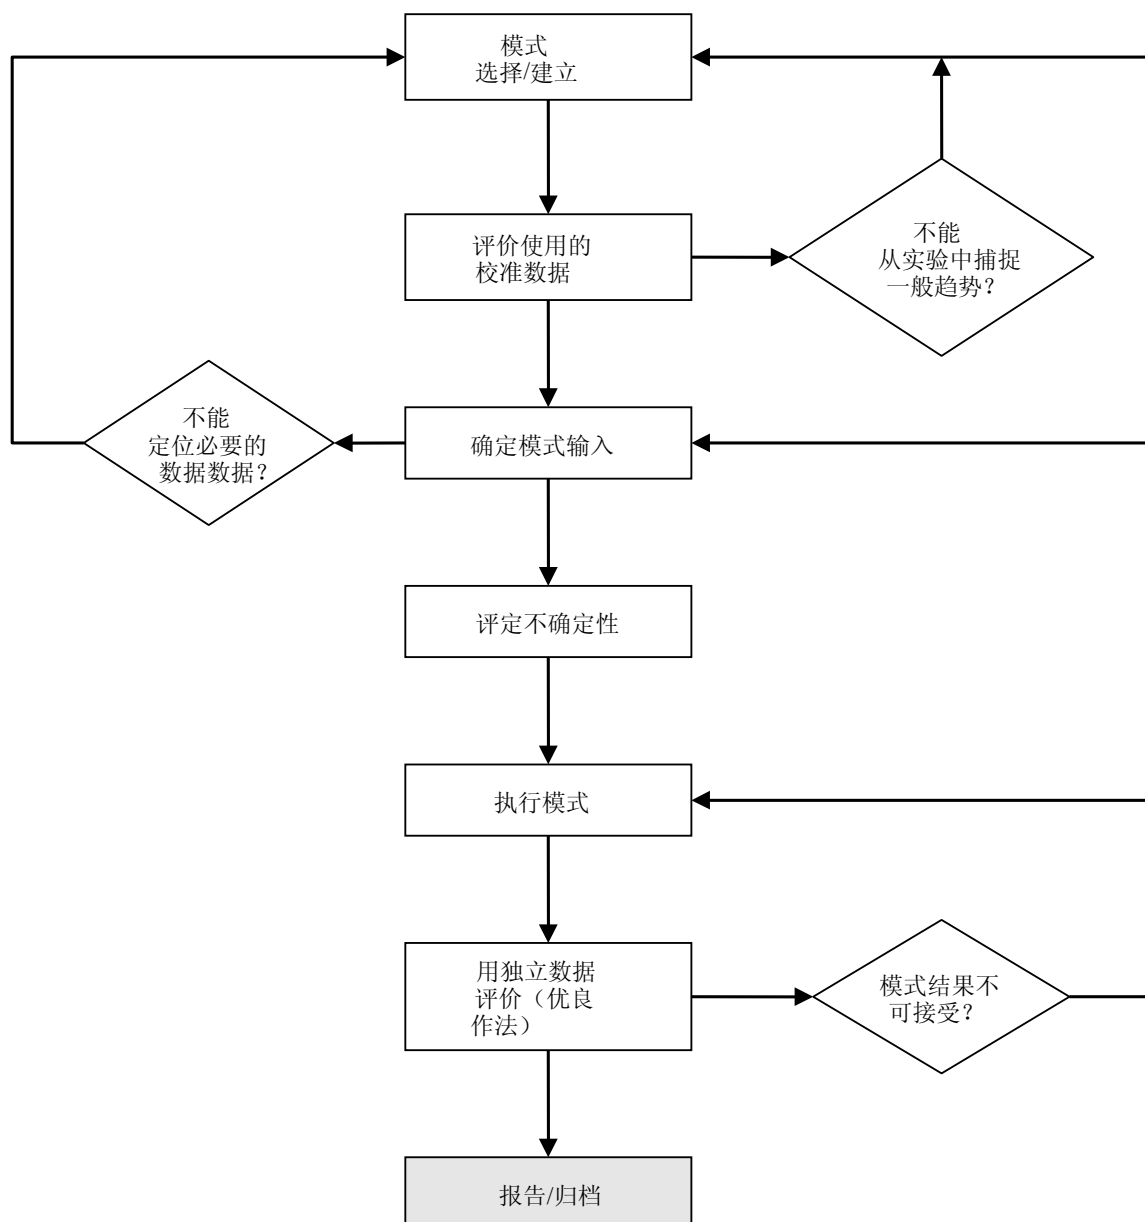 模式
选择/建立
评价使用的
校准数据
不能
从实验中捕捉
一般趋势？
不能
定位必要的
数据数据？
确定模式输入
评定不确定性
执行模式
用独立数据
评价（优良
作法）
模式结果不
可接受？
报告/归档